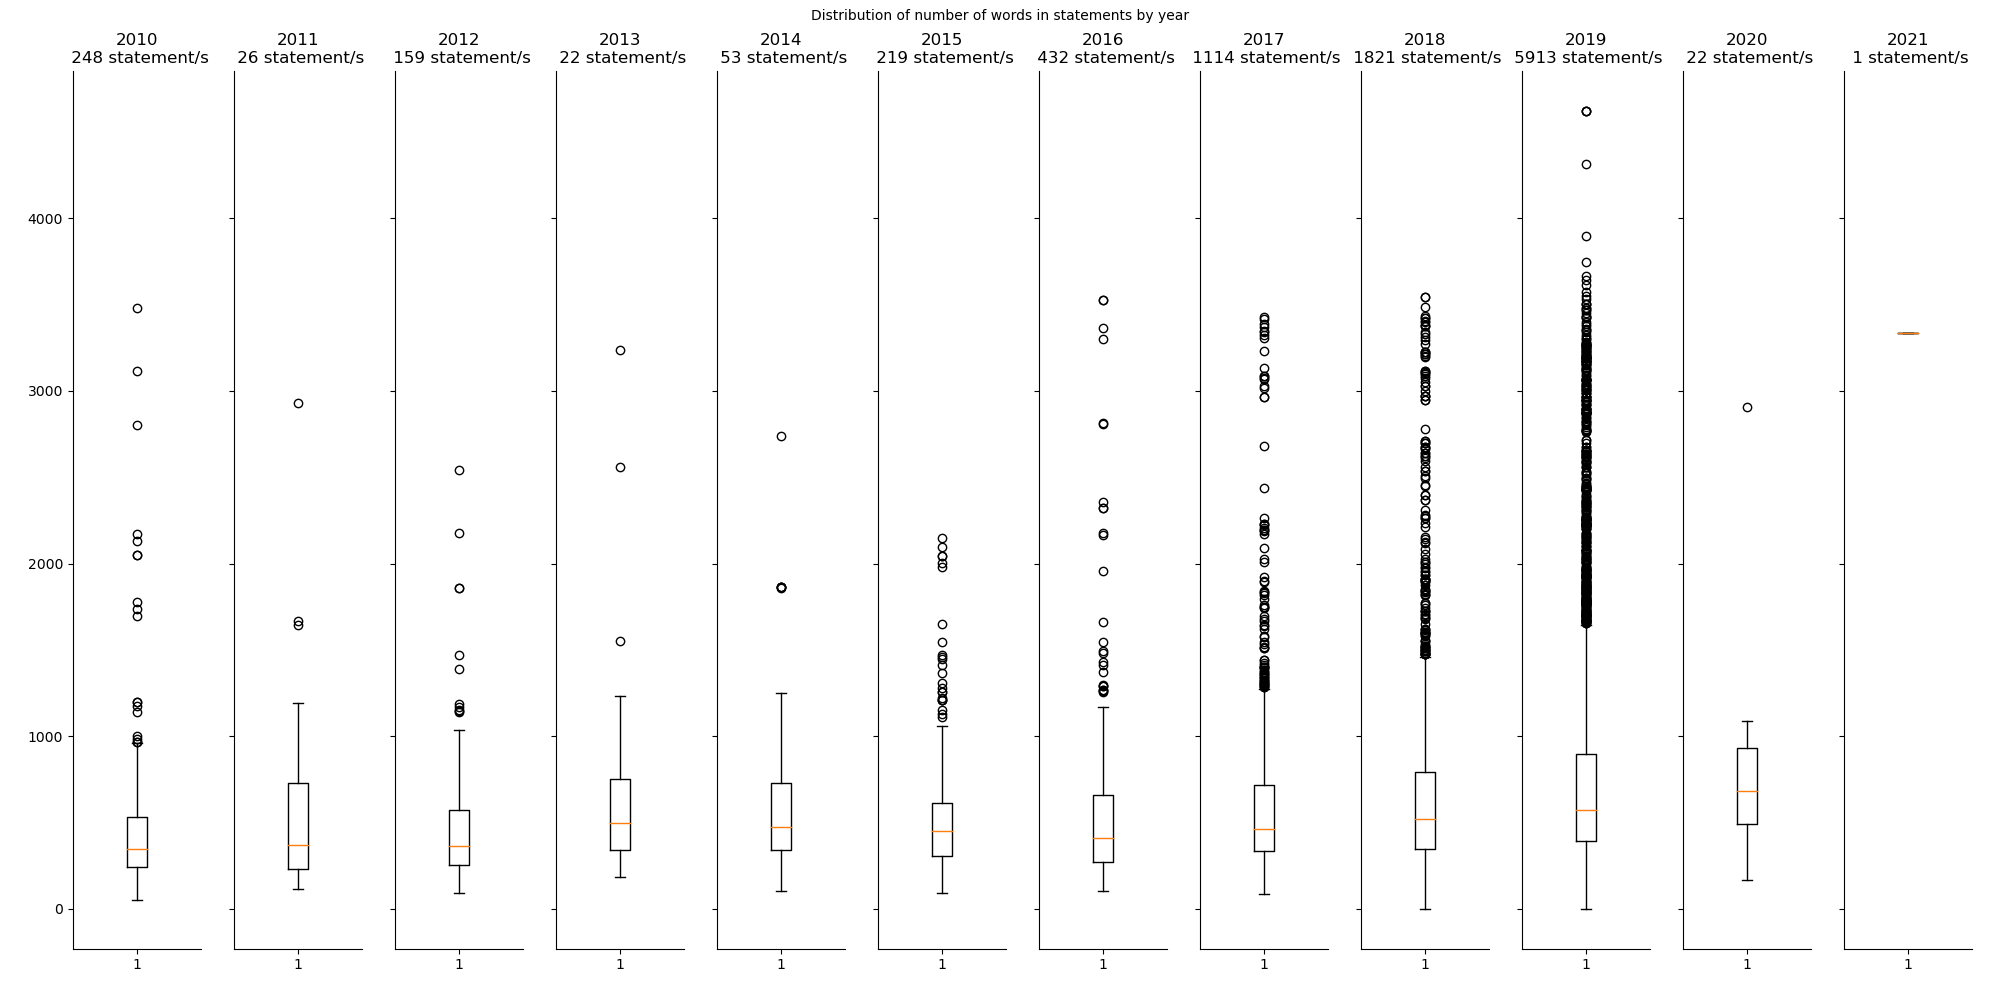 Distribution of number of words in statements by year
2010
248 statement/s
2011
26 statement/s
2012
159 statement/s
2013
22 statement/s
2014
53 statement/s
2015
219 statement/s
2016
432 statement/s
2017
1114 statement/s
2018
1821 statement/s
2019
5913 statement/s
2020
22 statement/s
2021
1 statement/s
4000
3000
2000
1000
0
1 1 1 1 1 1 1 1 1 1 1 1